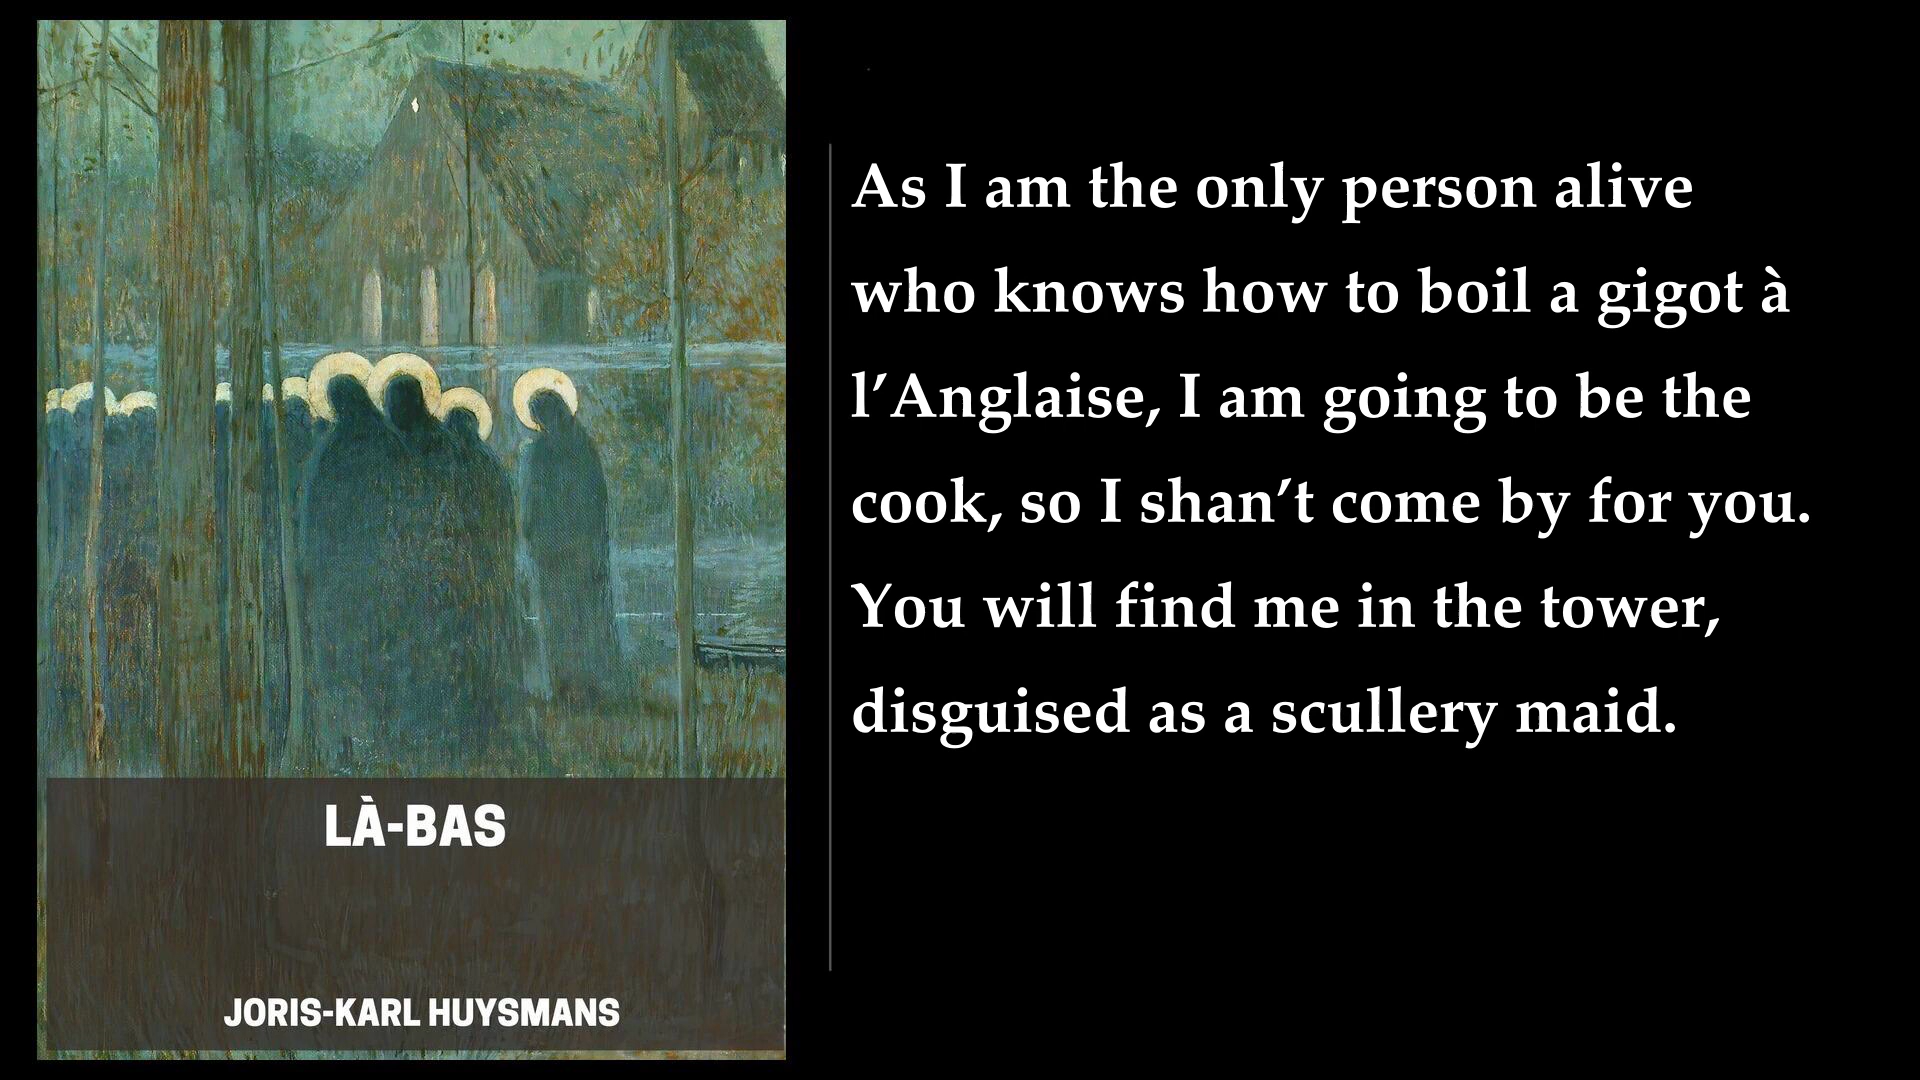 LÀ-BAS
JORIS-KARL HUYSMANS
As I am the only person alive
who knows how to boil a gigot à
l’Anglaise, I am going to be the
cook, so I shan’t come by for you.
You will find me in the tower,
disguised as a scullery maid.